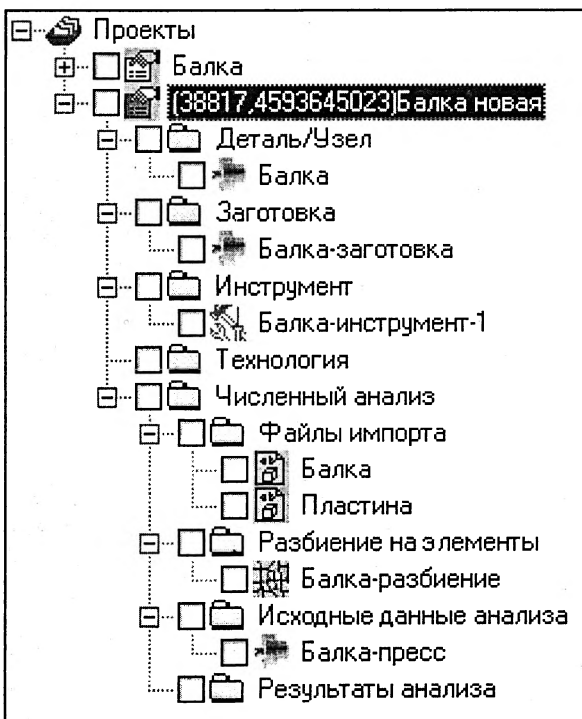 Проекты
Балка
(38817,4593645023)Балка новая
Деталь/Узел
Балка
Заготовка
Балка-заготовка
Инструмент
Балка-инструмент-1
Технология
Численный анализ
Файлы импорта
Балка
Пластина
Разбиение на элементы
Балка-разбиение
Исходные данные анализа
Балка-пресс
Результаты анализа